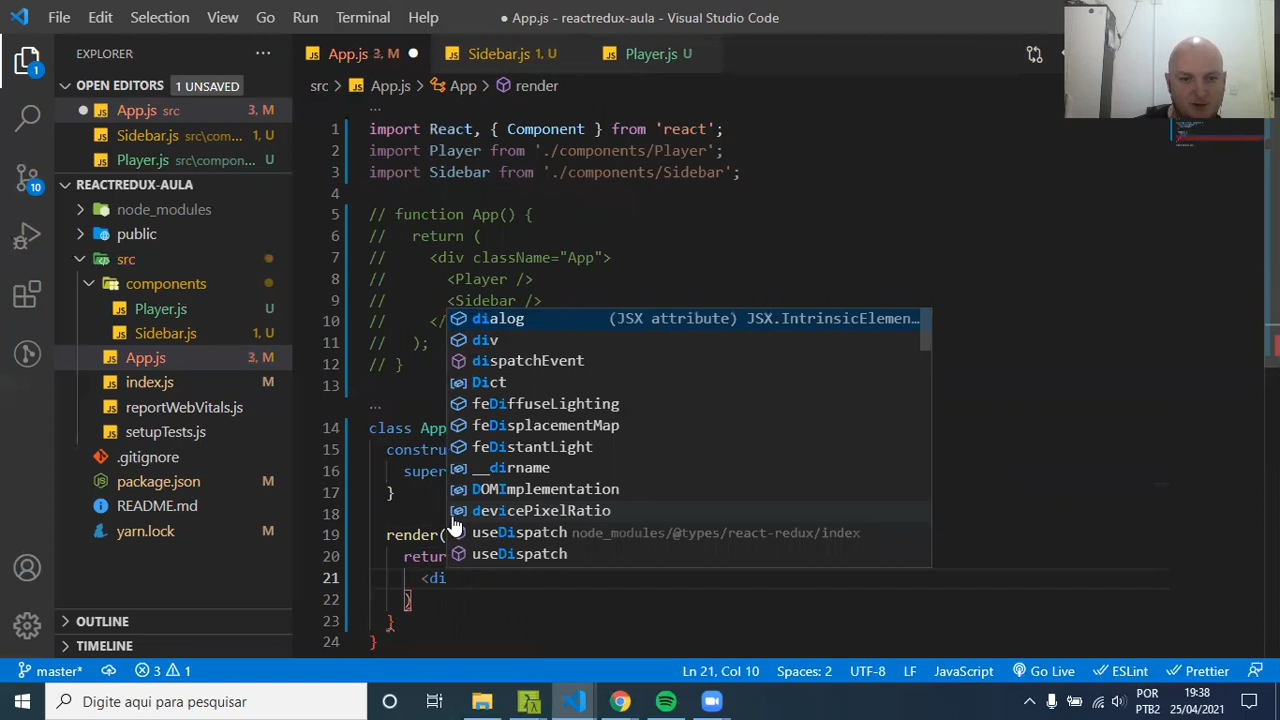 File Edit Selection View Go Run Terminal Help
● App.js - reactredux-aula - Visual Studio Code
EXPLORER ...
OPEN EDITORS 1 UNSAVED
App.js src 3, M
Sidebar.js src\com... 1, U
Player.js src\compon... U
REACTREDUX-AULA
node_modules
public
src
components
Player.js U
Sidebar.js 1, U
App.js 3, M
index.js M
reportWebVitals.js
setupTests.js
.gitignore
package.json M
README.md
yarn.lock M
OUTLINE
TIMELINE
1
10
App.js 3, M ● Sidebar.js 1, U Player.js U
src > App.js > App > render
...
1 import React, { Component } from 'react';
2 import Player from './components/Player';
3 import Sidebar from './components/Sidebar';
4
5 // function App() {
6 // return (
7 // <div className="App">
8 // <Player />
9 // <Sidebar />
10 // </
11 // );
12 // }
13
...
14 class App
15 constru
16 super
17 }
18
19 render(
20 retur
21 <di
22 )
23 }
24 }
dialog (JSX attribute) JSX.IntrinsicElemen...
div
dispatchEvent
Dict
feDiffuseLighting
feDisplacementMap
feDistantLight
__dirname
DOMImplementation
devicePixelRatio
useDispatch node_modules/@types/react-redux/index
useDispatch
master* 3 1 Ln 21, Col 10 Spaces: 2 UTF-8 LF JavaScript Go Live ESLint Prettier
Digite aqui para pesquisar
POR
PTB2
19:38
25/04/2021